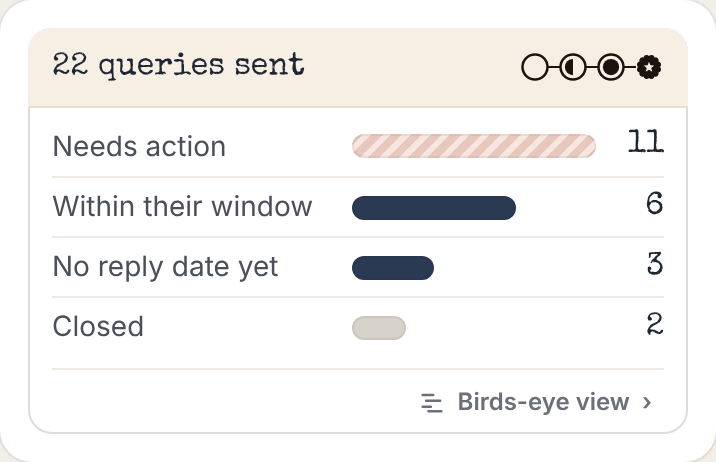 22 queries sent
Needs action 11
Within their window 6
No reply date yet 3
Closed 2
Birds-eye view ›